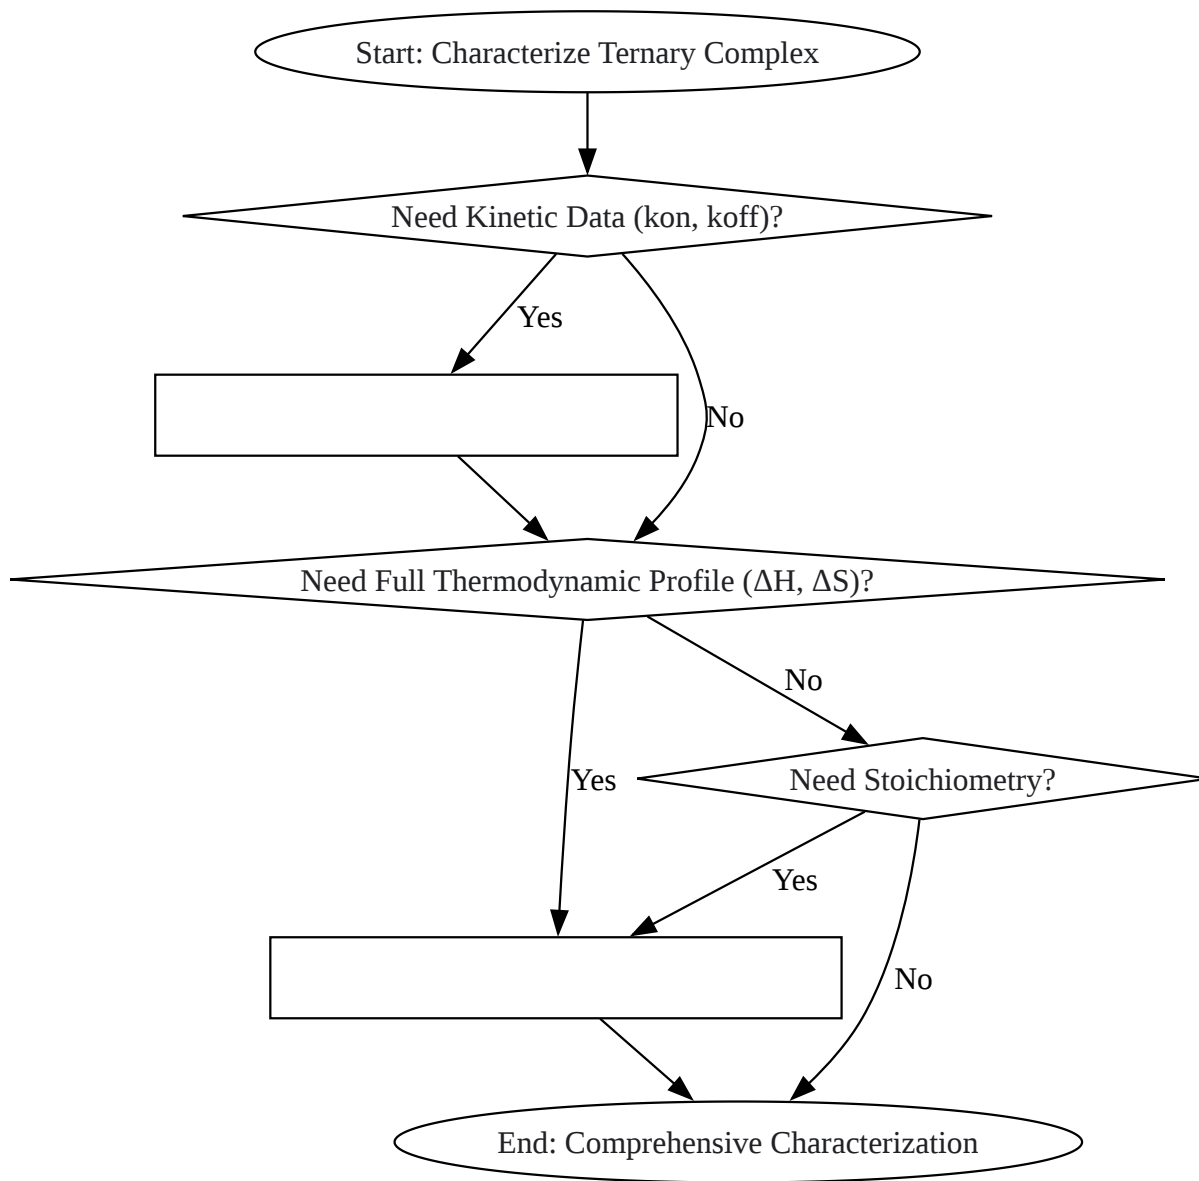 Start: Characterize Ternary Complex
Need Kinetic Data (kon, koff)?
Yes
No
Need Full Thermodynamic Profile (ΔH, ΔS)?
No
Yes
Need Stoichiometry?
Yes
No
End: Comprehensive Characterization